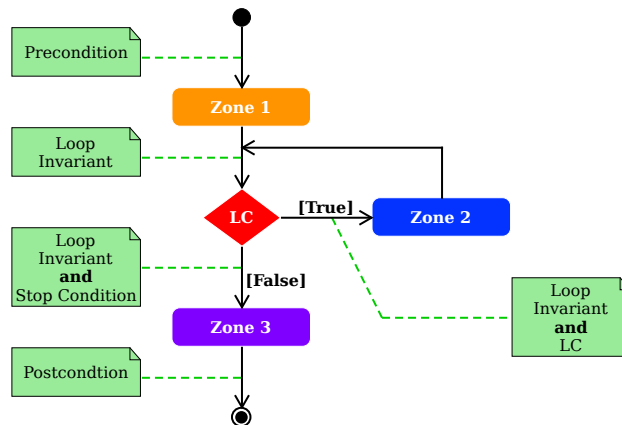 Precondition
Zone 1
Loop
Invariant
LC
[True]
Zone 2
Loop
Invariant
and
Stop Condition
[False]
Loop
Invariant
and
LC
Zone 3
Postcondtion